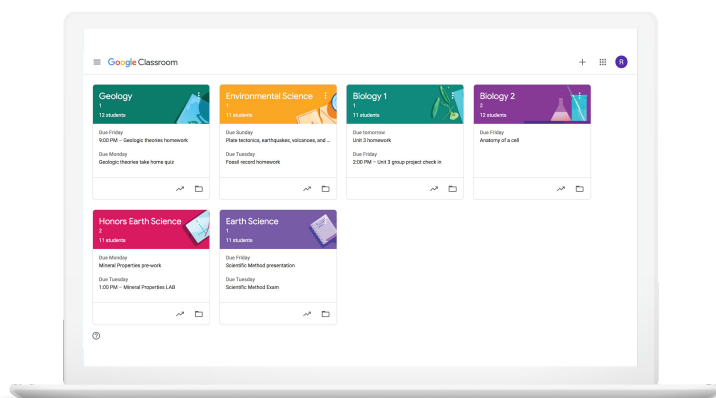 Google Classroom
R
Geology
1
12 students
Due Friday
9:00 PM – Geologic theories homework
Due Monday
Geologic theories take home quiz
Environmental Science
1
11 students
Due Sunday
Plate tectonics, earthquakes, volcanoes, and ...
Due Tuesday
Fossil record homework
Biology 1
1
11 students
Due tomorrow
Unit 3 homework
Due Friday
2:00 PM – Unit 3 group project check in
Biology 2
2
12 students
Due Friday
Anatomy of a cell
Honors Earth Science
2
11 students
Due Monday
Mineral Properties pre-work
Due Tuesday
1:00 PM – Mineral Properties LAB
Earth Science
1
11 students
Due Friday
Scientific Method presentation
Due Tuesday
Scientific Method Exam